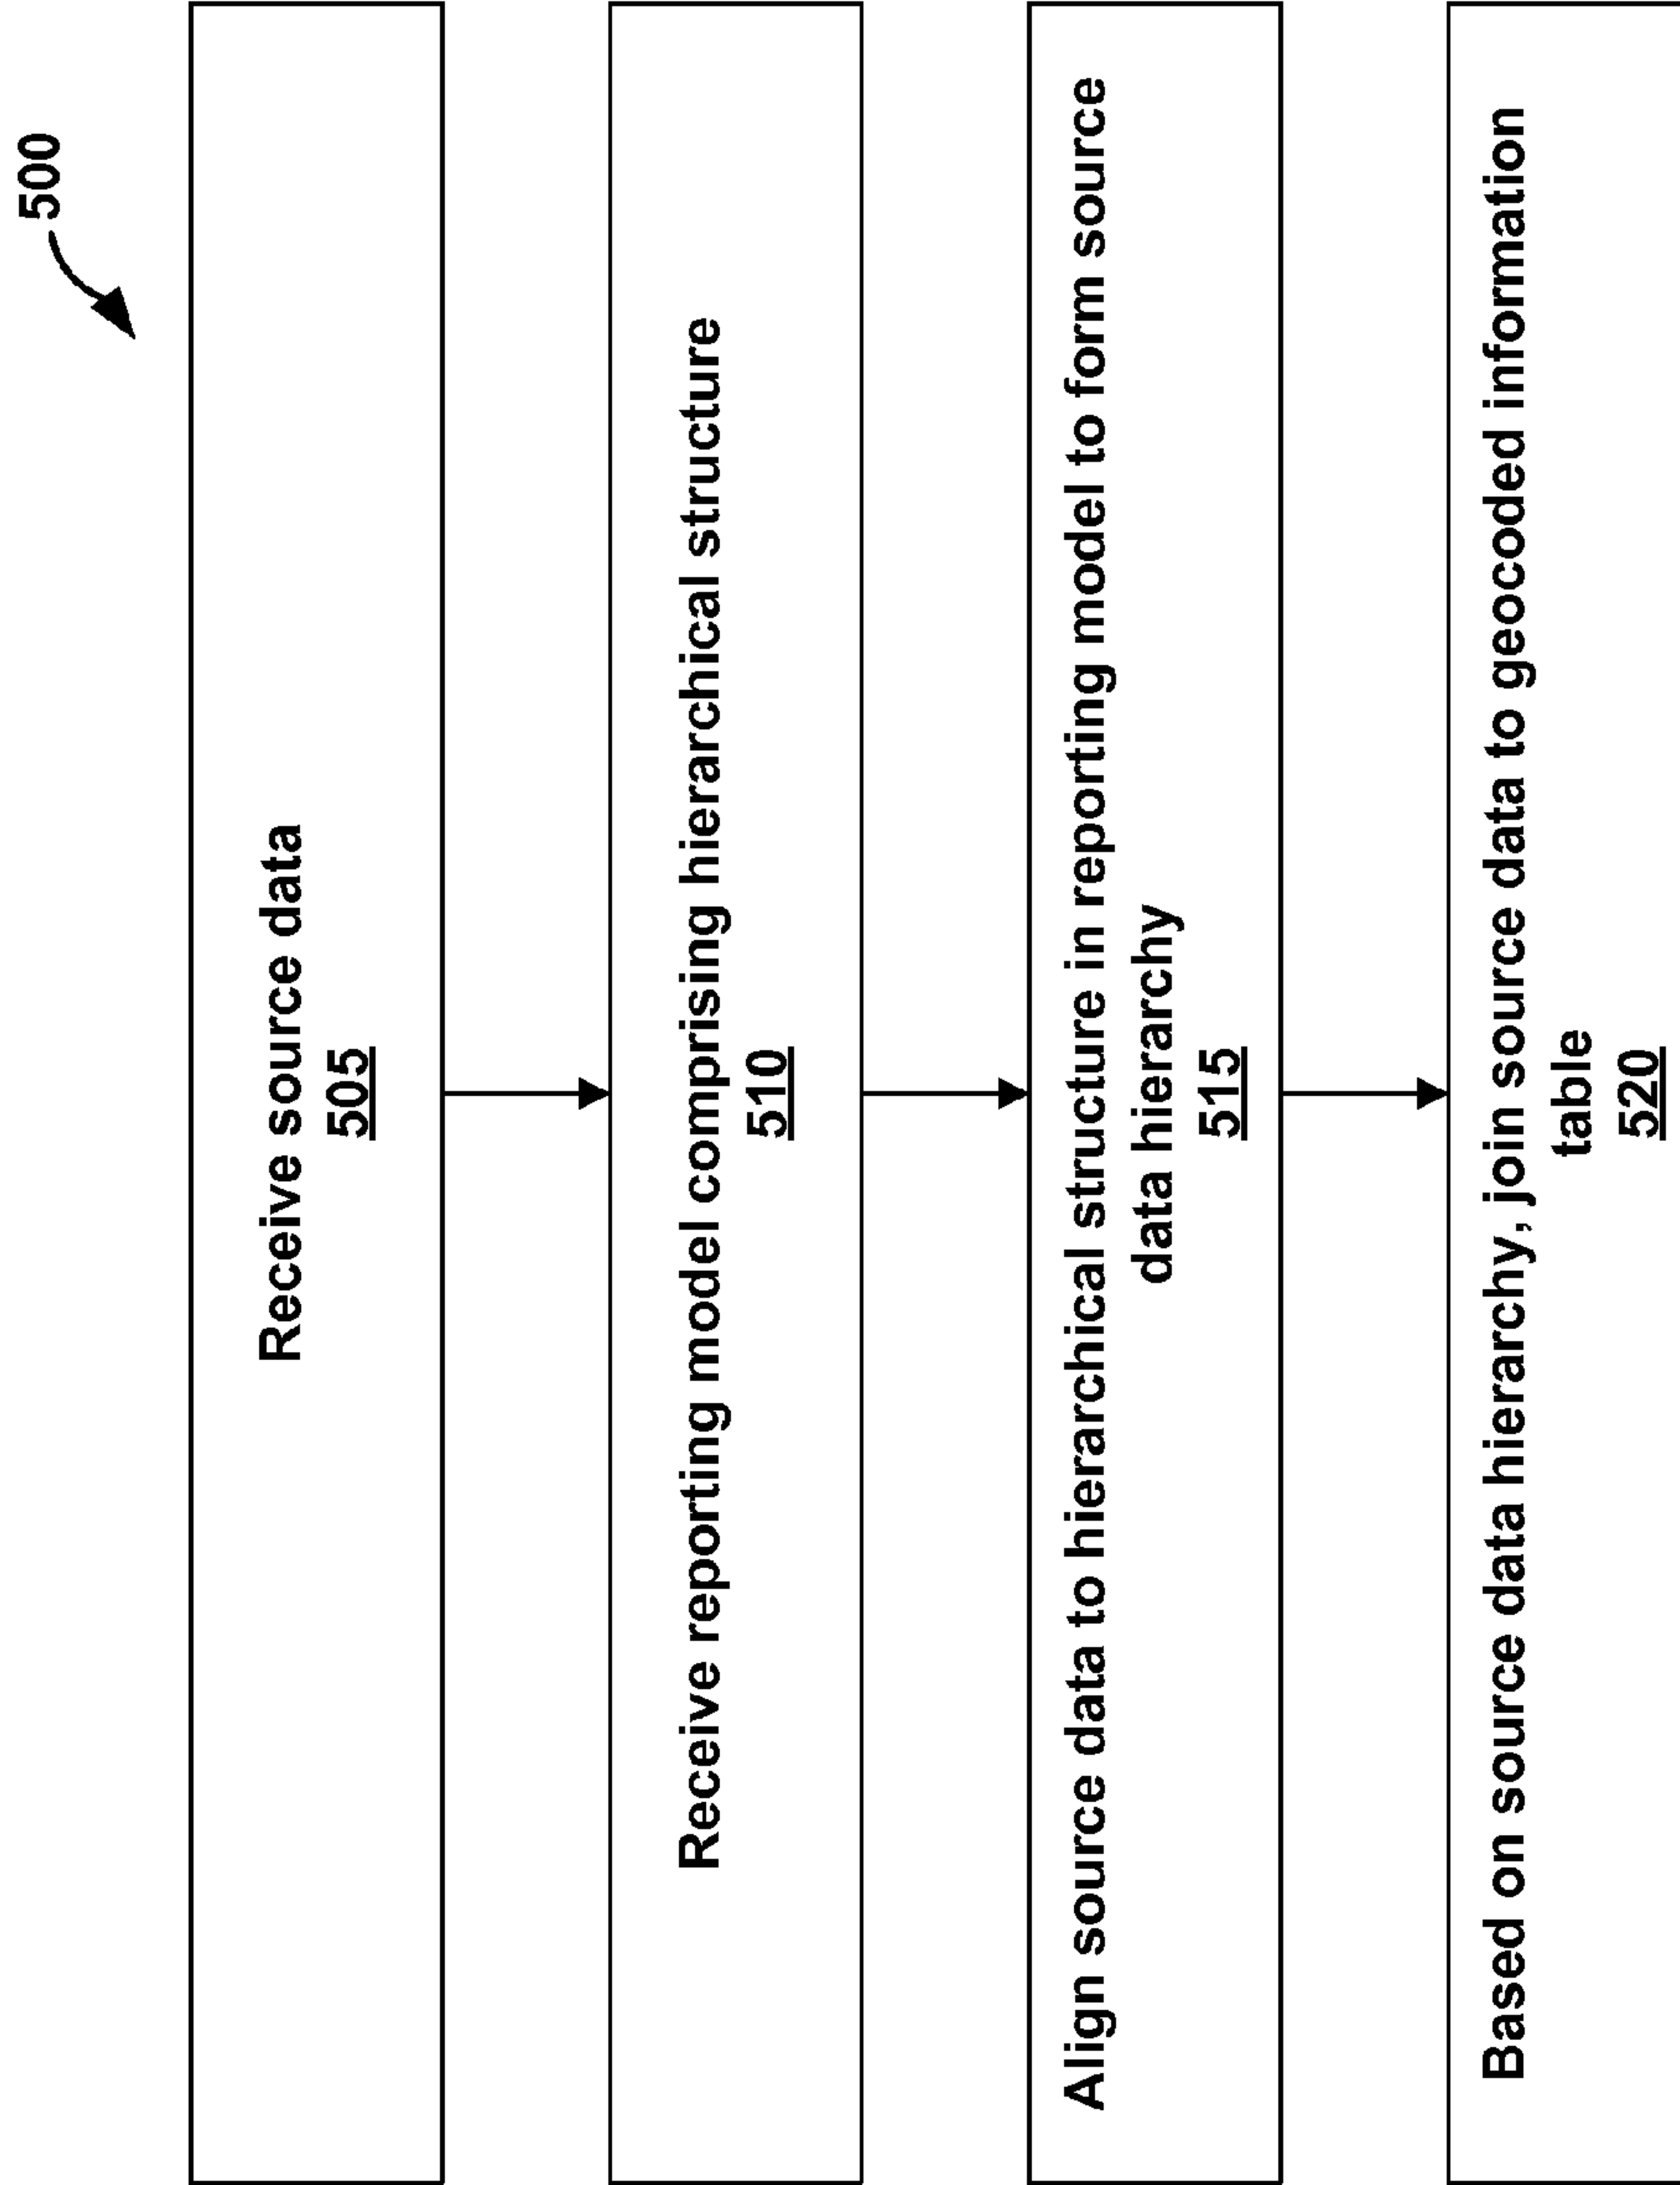 500
Receive source data
505
Receive reporting model comprising hierarchical structure
510
Align source data to hierarchical structure in reporting model to form source
data hierarchy
515
Based on source data hierarchy, join source data to geocoded information
table
520